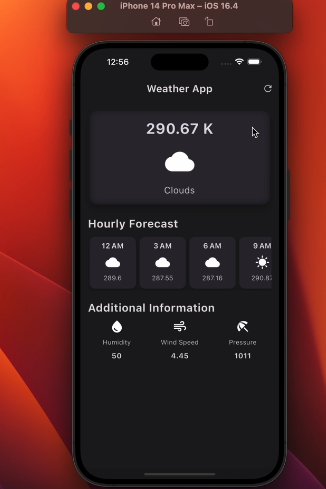 iPhone 14 Pro Max – iOS 16.4
12:56
Weather App
290.67 K
Clouds
Hourly Forecast
12 AM 3 AM 6 AM 9 AM
289.6 287.55 287.16 290.87
Additional Information
Humidity Wind Speed Pressure
50 4.45 1011